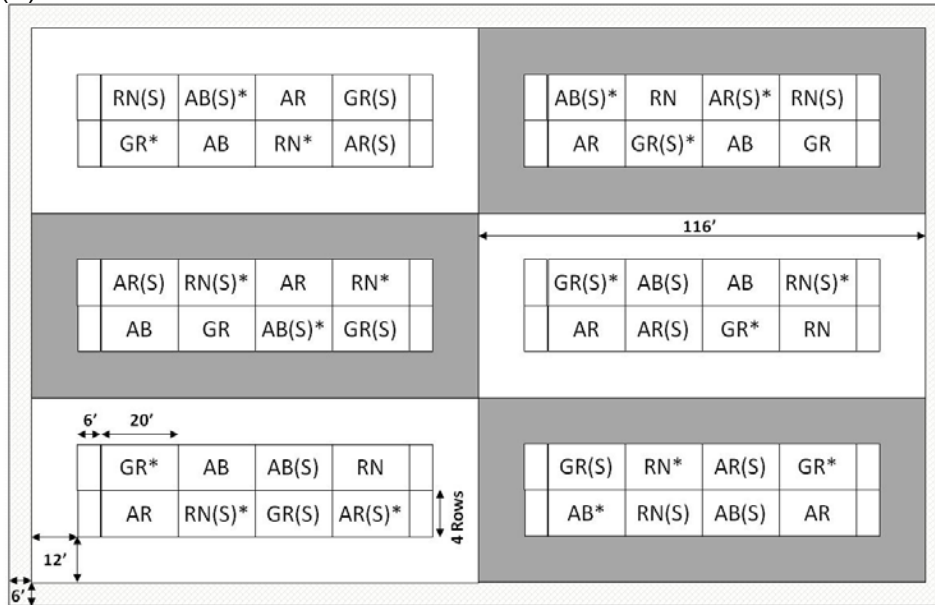 RN(S) AB(S)* AR GR(S)
GR* AB RN* AR(S)
AB(S)* RN AR(S)* RN(S)
AR GR(S)* AB GR
AR(S) RN(S)* AR RN*
AB GR AB(S)* GR(S)
116’
GR(S)* AB(S) AB RN(S)*
AR AR(S) GR* RN
6’ 20’
GR* AB AB(S) RN
AR RN(S)* GR(S) AR(S)*
4 Rows
12’
6’
GR(S) RN* AR(S) GR*
AB* RN(S) AB(S) AR